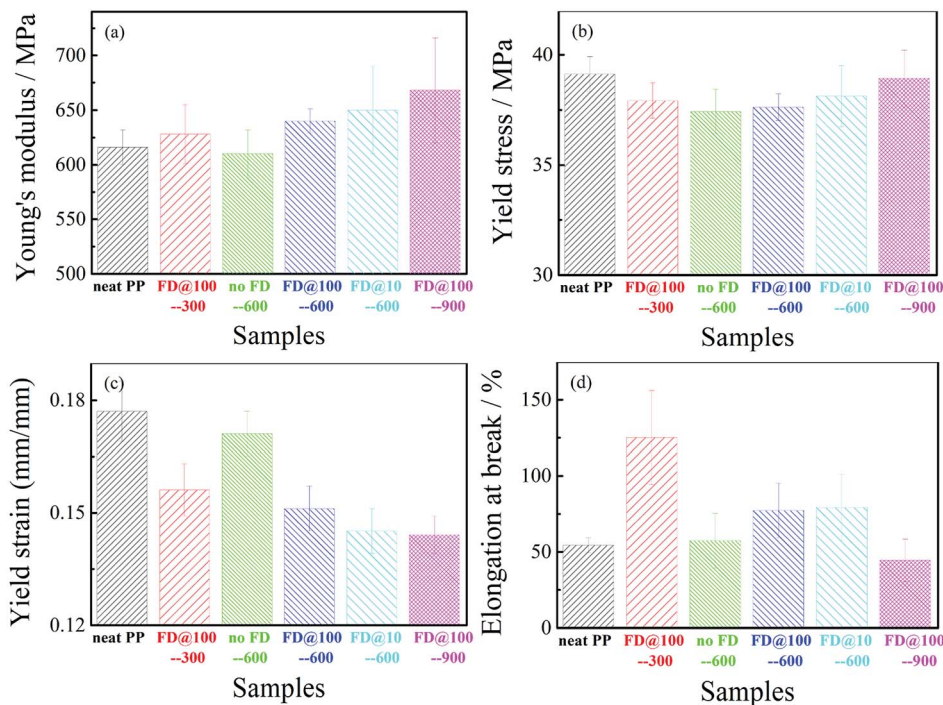 (a)
Young's modulus / MPa
700
650
600
550
500
neat PP FD@100 no FD FD@100 FD@10 FD@100
--300 --600 --600 --600 --900
Samples
(b)
Yield stress / MPa
40
35
30
neat PP FD@100 no FD FD@100 FD@10 FD@100
--300 --600 --600 --600 --900
Samples
(c)
Yield strain (mm/mm)
0.18
0.15
0.12
neat PP FD@100 no FD FD@100 FD@10 FD@100
--300 --600 --600 --600 --900
Samples
(d)
Elongation at break / %
150
100
50
0
neat PP FD@100 no FD FD@100 FD@10 FD@100
--300 --600 --600 --600 --900
Samples